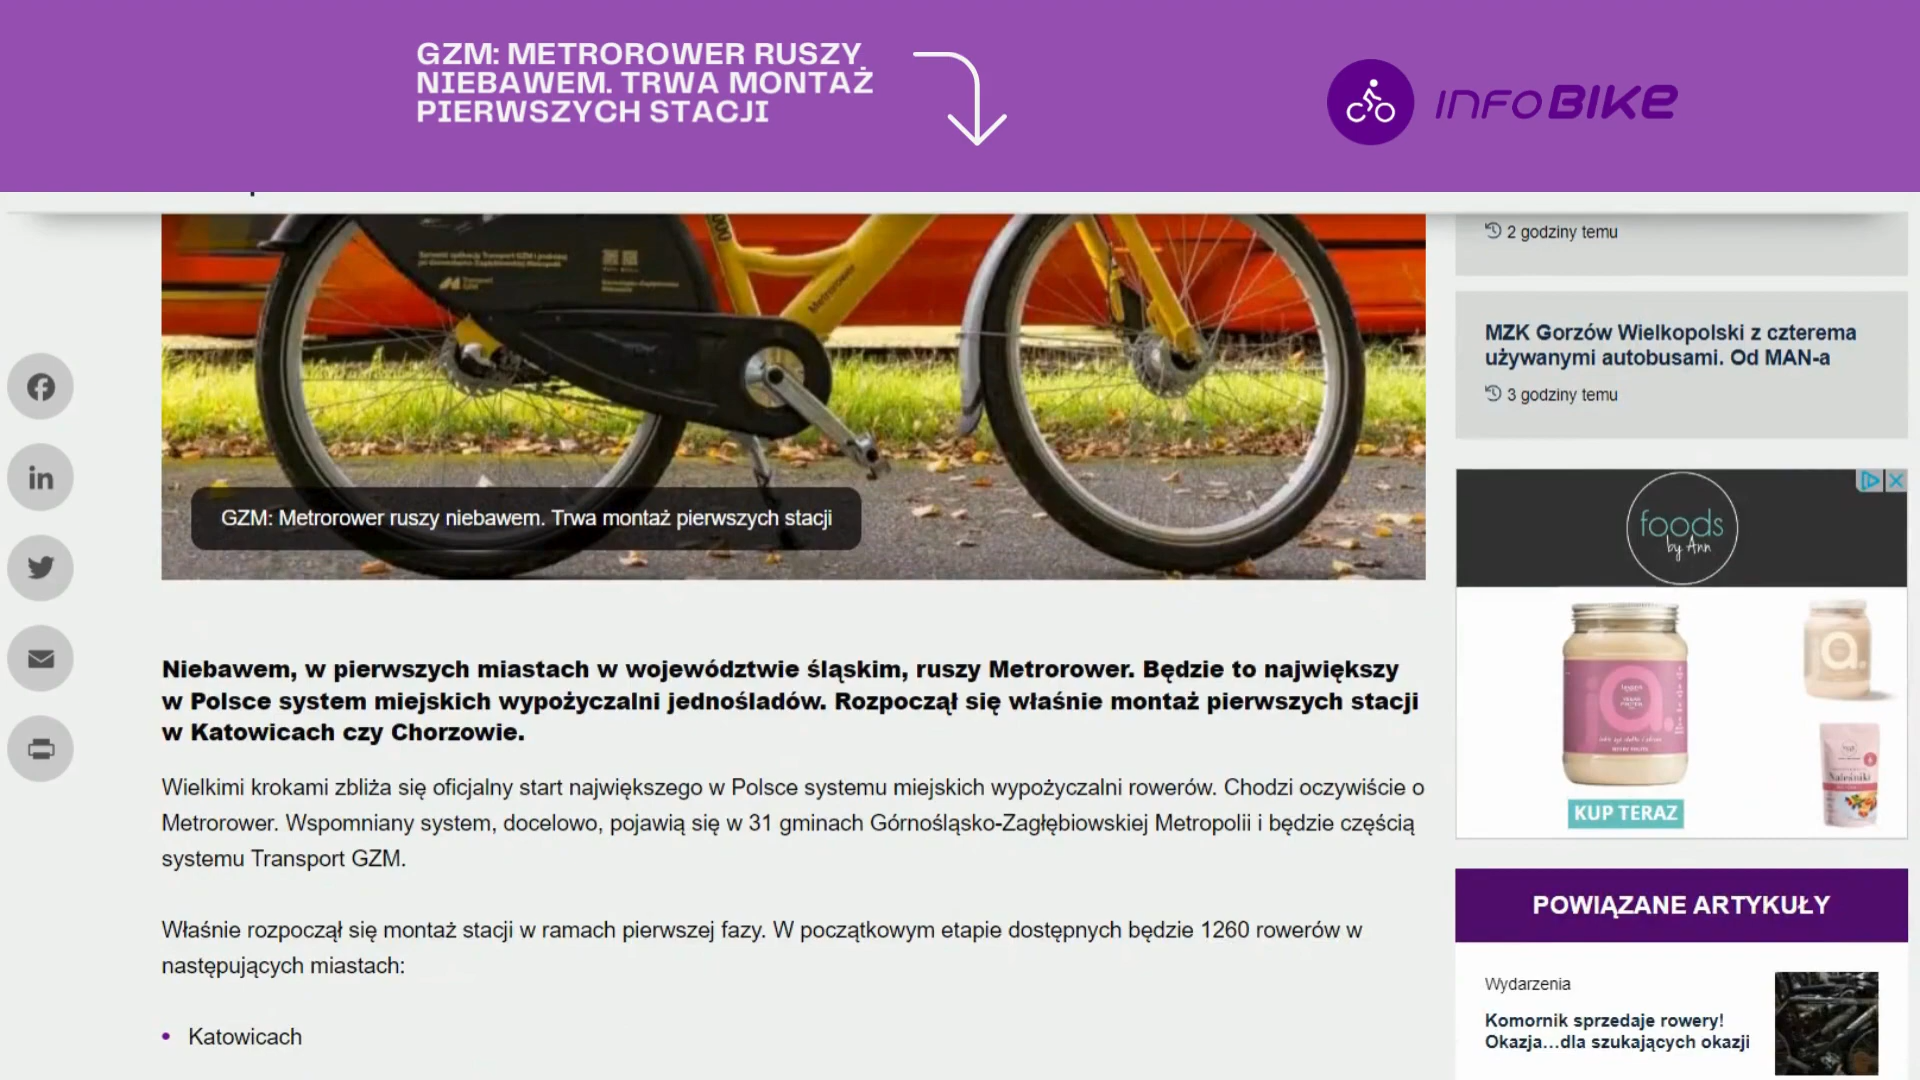 GZM: METROROWER RUSZY
NIEBAWEM. TRWA MONTAŻ
PIERWSZYCH STACJI
INFO BIKE
2 godziny temu
MZK Gorzów Wielkopolski z czterema
używanymi autobusami. Od MAN-a
3 godziny temu
Transport
GZM
Metrorower
GZM: Metrorower ruszy niebawem. Trwa montaż pierwszych stacji
foods
by Ann
KUP TERAZ
Niebawem, w pierwszych miastach w województwie śląskim, ruszy Metrorower. Będzie to największy
w Polsce system miejskich wypożyczalni jednośladów. Rozpoczął się właśnie montaż pierwszych stacji
w Katowicach czy Chorzowie.
Wielkimi krokami zbliża się oficjalny start największego w Polsce systemu miejskich wypożyczalni rowerów. Chodzi oczywiście o
Metrorower. Wspomniany system, docelowo, pojawią się w 31 gminach Górnośląsko-Zagłębiowskiej Metropolii i będzie częścią
systemu Transport GZM.
Właśnie rozpoczął się montaż stacji w ramach pierwszej fazy. W początkowym etapie dostępnych będzie 1260 rowerów w
następujących miastach:
• Katowicach
POWIĄZANE ARTYKUŁY
Wydarzenia
Komornik sprzedaje rowery!
Okazja...dla szukających okazji